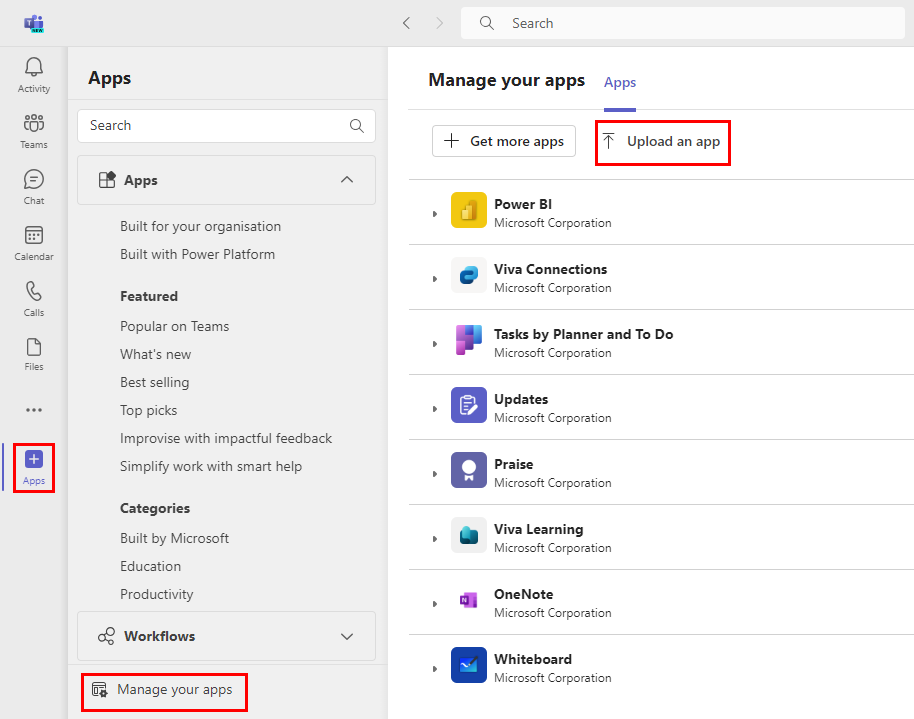 NEW
Search
Activity
Teams
Chat
Calendar
Calls
Files
Apps
Apps
Search
Apps
Built for your organisation
Built with Power Platform
Featured
Popular on Teams
What's new
Best selling
Top picks
Improvise with impactful feedback
Simplify work with smart help
Categories
Built by Microsoft
Education
Productivity
Workflows
Manage your apps
Manage your apps
Apps
Get more apps
Upload an app
Power BI
Microsoft Corporation
Viva Connections
Microsoft Corporation
Tasks by Planner and To Do
Microsoft Corporation
Updates
Microsoft Corporation
Praise
Microsoft Corporation
Viva Learning
Microsoft Corporation
N
OneNote
Microsoft Corporation
Whiteboard
Microsoft Corporation